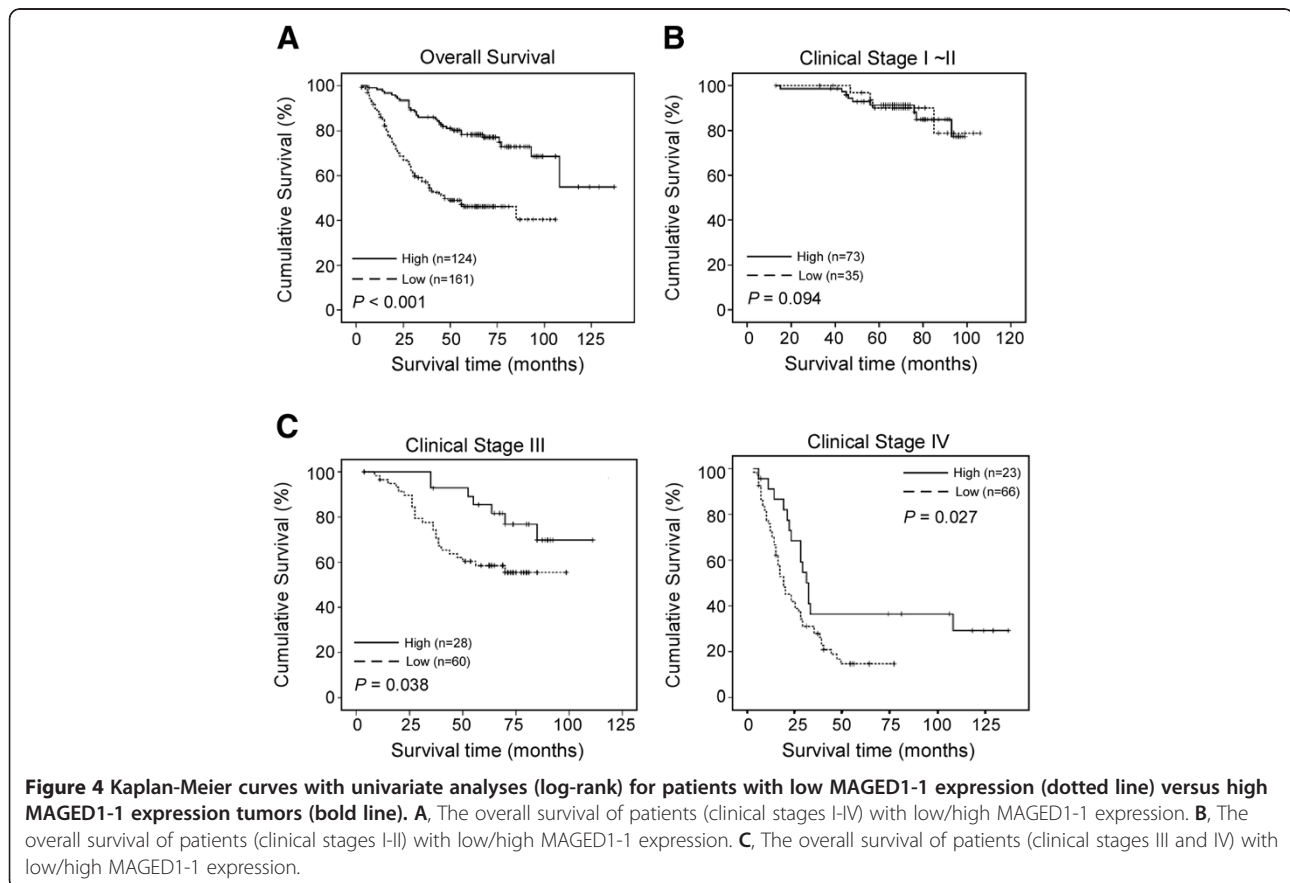 A
Overall Survival
Cumulative Survival (%)
100
80
60
40
20
0
High (n=124)
Low (n=161)
P < 0.001
0 25 50 75 100 125
Survival time (months)
B
Clinical Stage I ~II
Cumulative Survival (%)
100
80
60
40
20
0
High (n=73)
Low (n=35)
P = 0.094
0 20 40 60 80 100 120
Survival time (months)
C
Clinical Stage III
Cumulative Survival (%)
100
80
60
40
20
0
High (n=28)
Low (n=60)
P = 0.038
0 25 50 75 100 125
Survival time (months)
Clinical Stage IV
Cumulative Survival (%)
100
80
60
40
20
0
High (n=23)
Low (n=66)
P = 0.027
0 25 50 75 100 125
Survival time (months)
Figure 4 Kaplan-Meier curves with univariate analyses (log-rank) for patients with low MAGED1-1 expression (dotted line) versus high
MAGED1-1 expression tumors (bold line). A, The overall survival of patients (clinical stages I-IV) with low/high MAGED1-1 expression. B, The
overall survival of patients (clinical stages I-II) with low/high MAGED1-1 expression. C, The overall survival of patients (clinical stages III and IV) with
low/high MAGED1-1 expression.